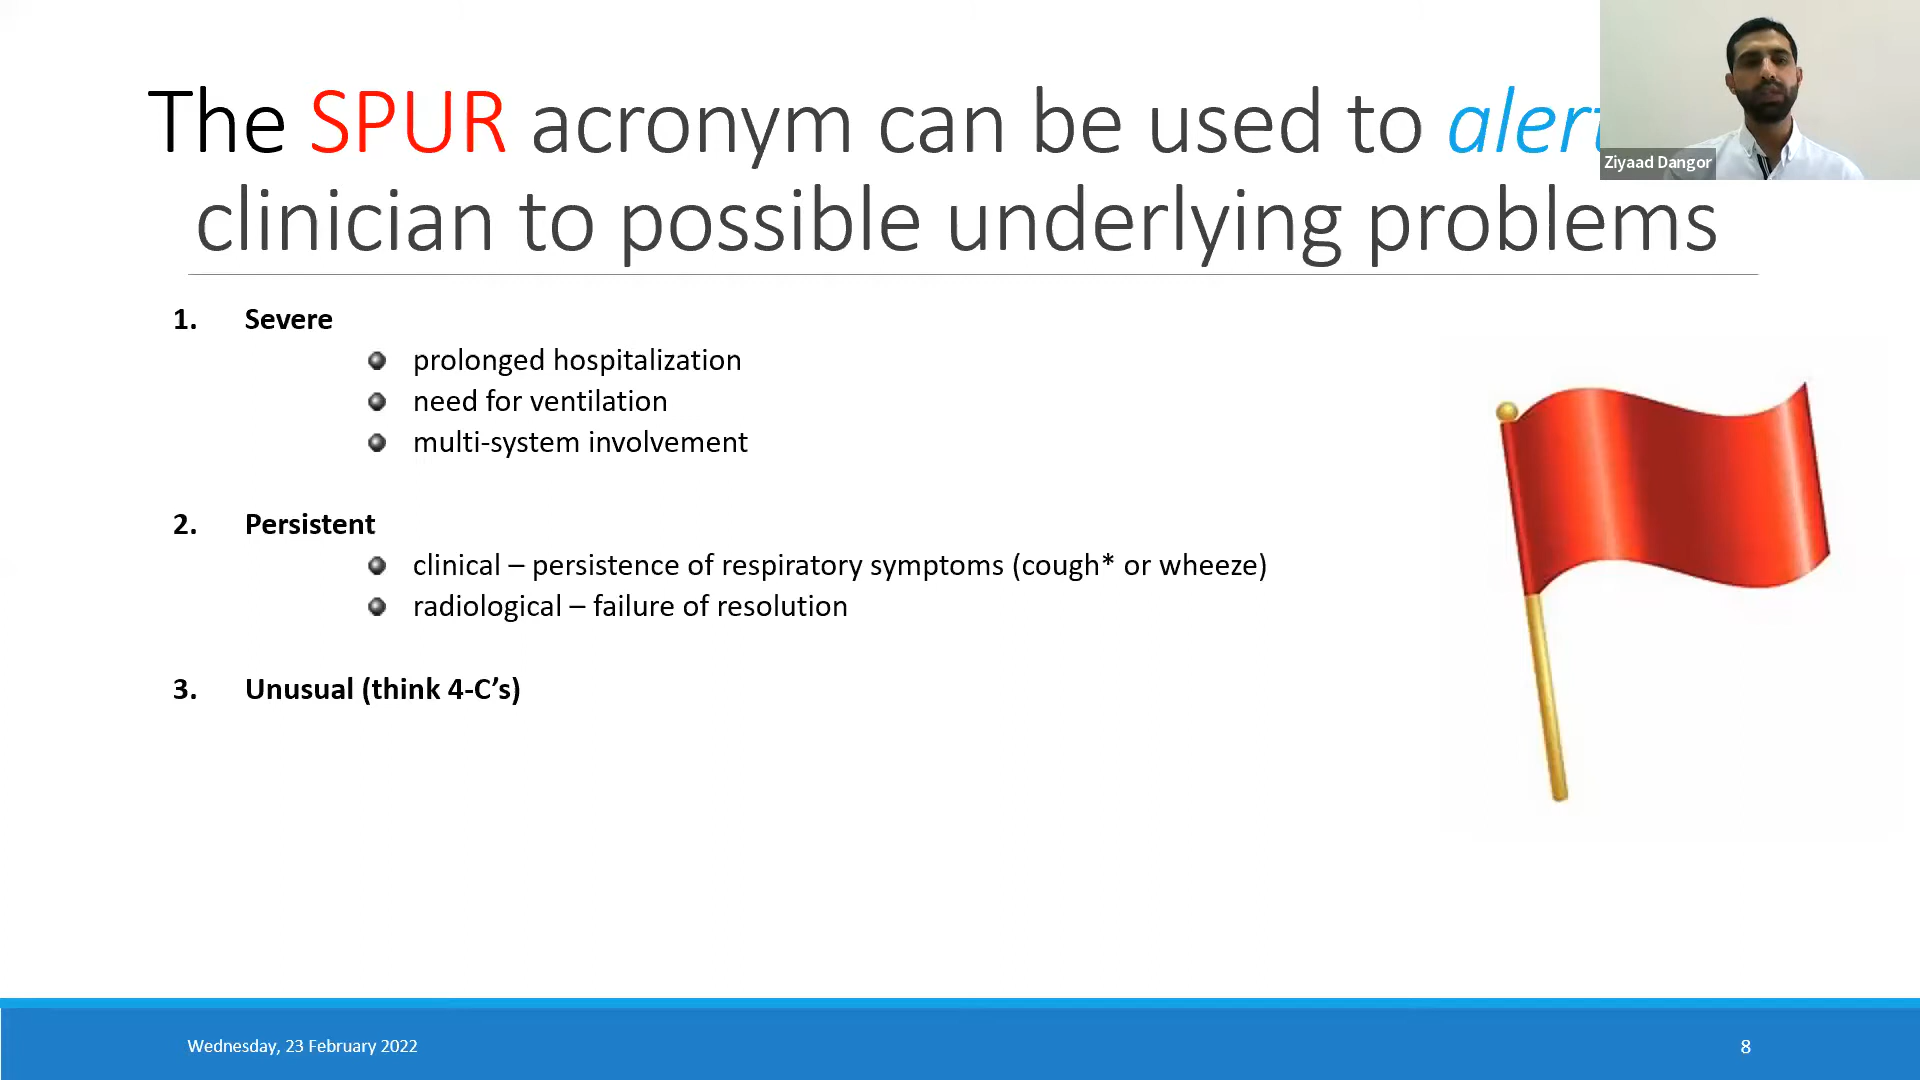 The SPUR acronym can be used to alert
clinician to possible underlying problems
Ziyaad Dangor
1. Severe
prolonged hospitalization
need for ventilation
multi-system involvement
2. Persistent
clinical – persistence of respiratory symptoms (cough* or wheeze)
radiological – failure of resolution
3. Unusual (think 4-C’s)
Wednesday, 23 February 2022
8